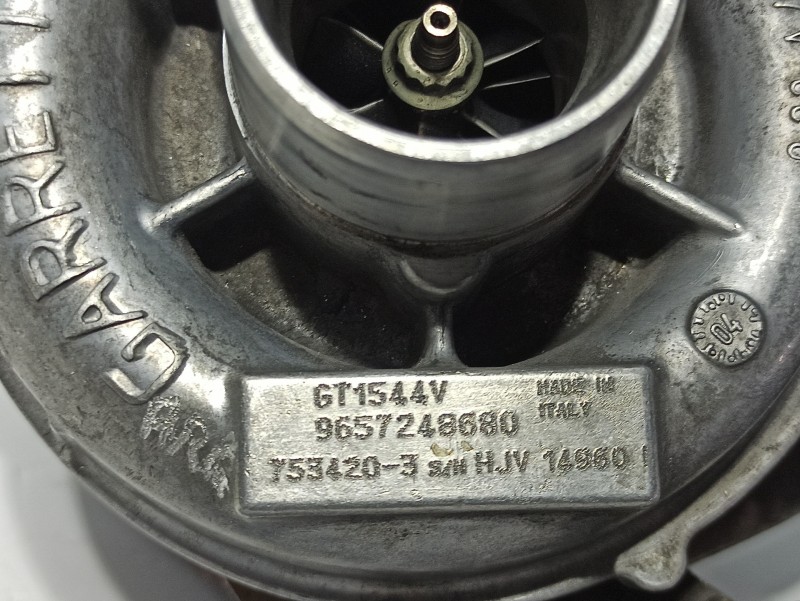 GARRETT
04
GT1544V
MADE IN
ITALY
9657248680
753420-3 S/N HJV 14960